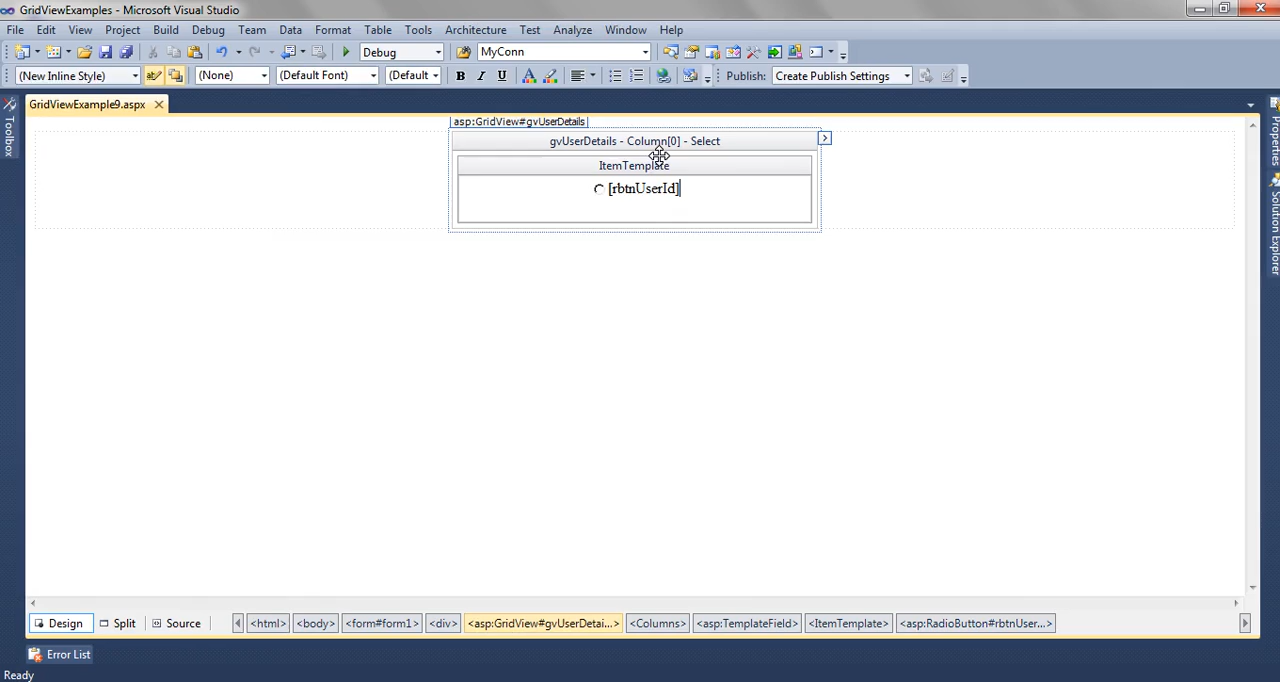 GridViewExamples - Microsoft Visual Studio
File Edit View Project Build Debug Team Data Format Table Tools Architecture Test Analyze Window Help
Debug MyConn
(New Inline Style) (None) (Default Font) (Default B I U A Publish: Create Publish Settings
GridViewExample9.aspx
Toolbox
Properties
Solution Explorer
asp:GridView#gvUserDetails
gvUserDetails - Column[0] - Select
ItemTemplate
[rbtnUserId]
Design Split Source <html> <body> <form#form1> <div> <asp:GridView#gvUserDetai...> <Columns> <asp:TemplateField> <ItemTemplate> <asp:RadioButton#rbtnUser...>
Error List
Ready